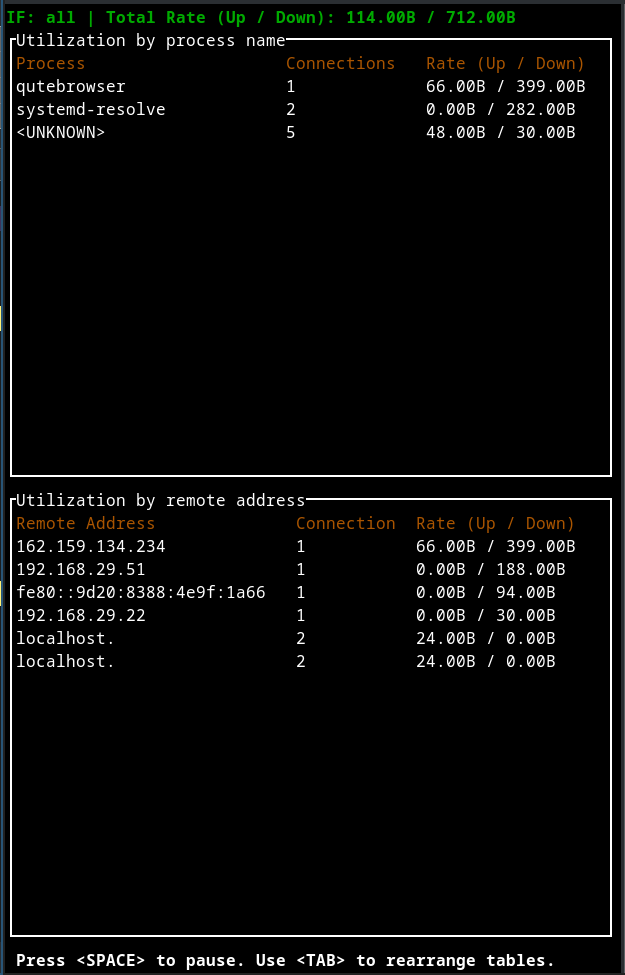 IF: all | Total Rate (Up / Down): 114.00B / 712.00B
Utilization by process name
Process Connections Rate (Up / Down)
qutebrowser 1 66.00B / 399.00B
systemd-resolve 2 0.00B / 282.00B
<UNKNOWN> 5 48.00B / 30.00B
Utilization by remote address
Remote Address Connection Rate (Up / Down)
162.159.134.234 1 66.00B / 399.00B
192.168.29.51 1 0.00B / 188.00B
fe80::9d20:8388:4e9f:1a66 1 0.00B / 94.00B
192.168.29.22 1 0.00B / 30.00B
localhost. 2 24.00B / 0.00B
localhost. 2 24.00B / 0.00B
Press <SPACE> to pause. Use <TAB> to rearrange tables.